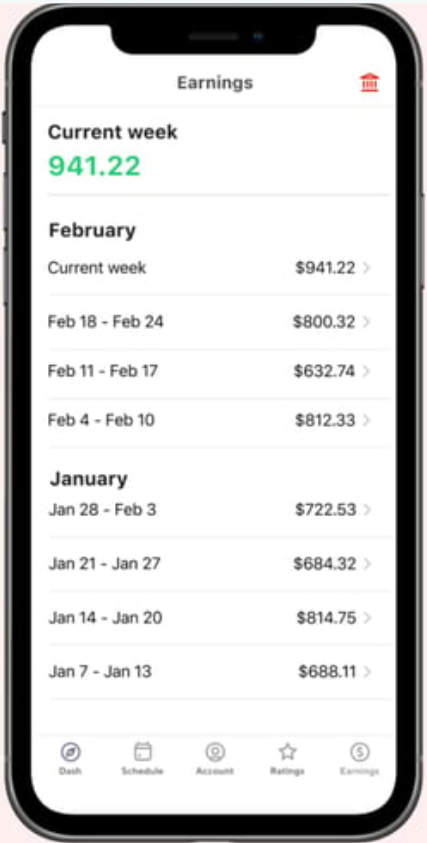 Earnings
Current week
941.22
February
Current week $941.22
Feb 18 - Feb 24 $800.32
Feb 11 - Feb 17 $632.74
Feb 4 - Feb 10 $812.33
January
Jan 28 - Feb 3 $722.53
Jan 21 - Jan 27 $684.32
Jan 14 - Jan 20 $814.75
Jan 7 - Jan 13 $688.11
Dash Schedule Account Ratings Earnings